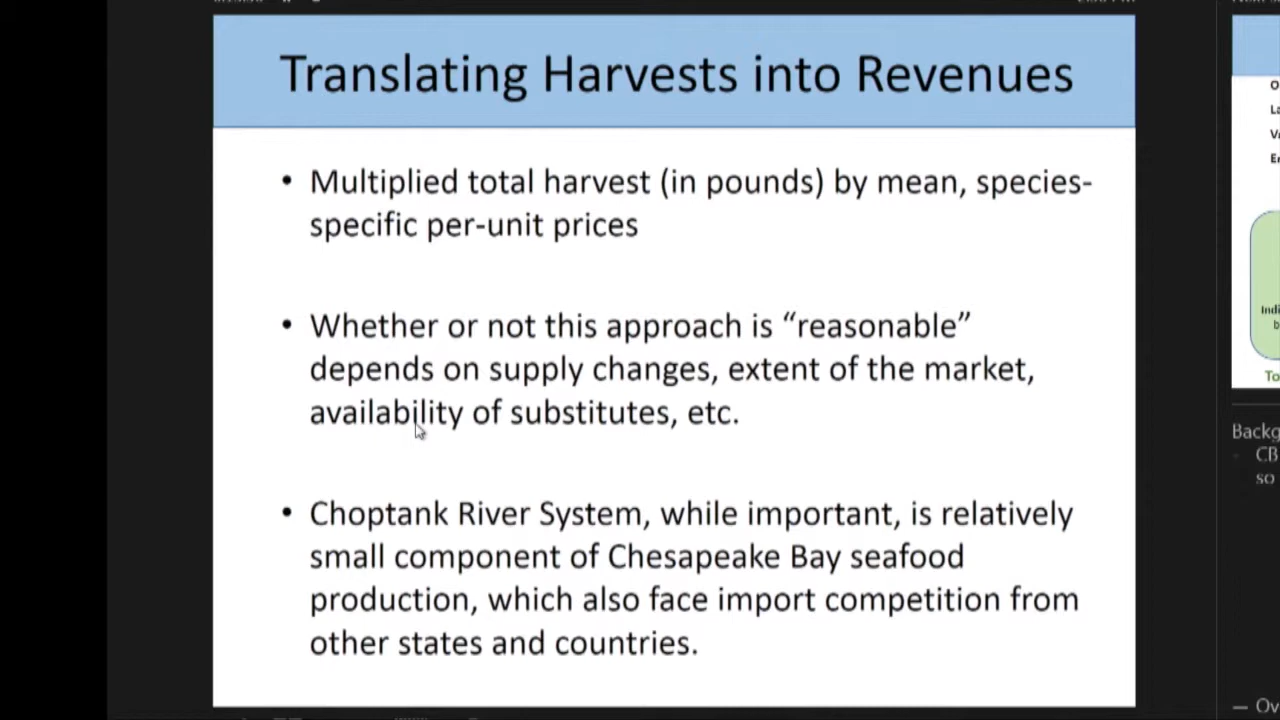 Translating Harvests into Revenues
• Multiplied total harvest (in pounds) by mean, species-
specific per-unit prices
• Whether or not this approach is “reasonable”
depends on supply changes, extent of the market,
availability of substitutes, etc.
• Choptank River System, while important, is relatively
small component of Chesapeake Bay seafood
production, which also face import competition from
other states and countries.
Indi
b
To
Backg
CB
so
— Ov